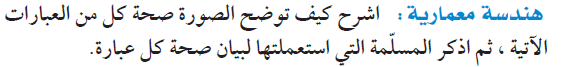 هندسة معمارية : اشرح كيف توضح الصورة صحة كل من العبارات
الآتية ، ثم اذكر المسلّمة التي استعملتها لبيان صحة كل عبارة.